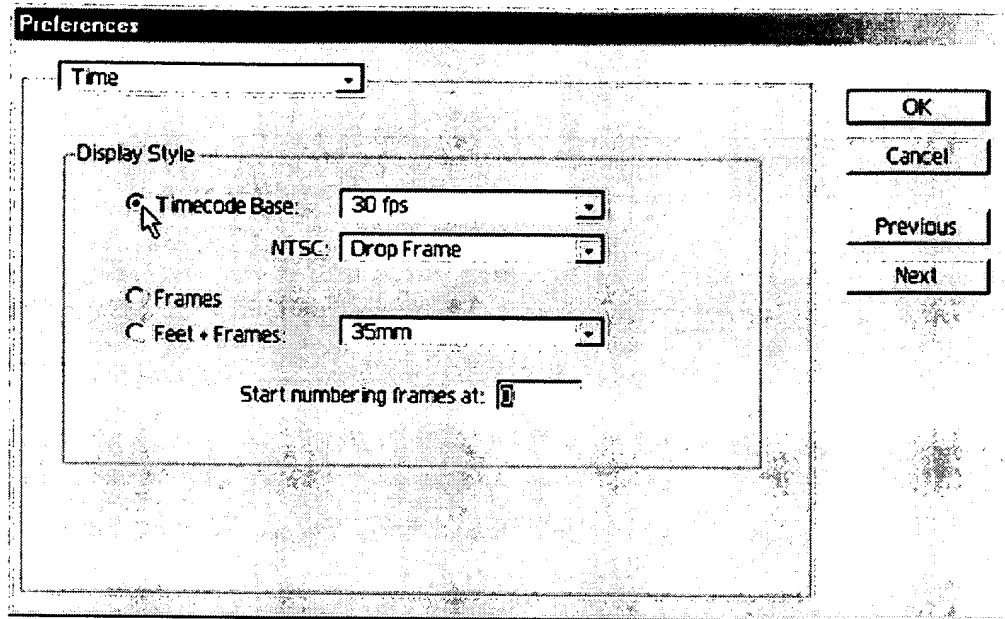 Preferences
Time
OK
Cancel
Display Style
Timecode Base: 30 fps
Previous
NTSC: Drop Frame
Next
Frames
Feet + Frames: 35mm
Start numbering frames at: 0